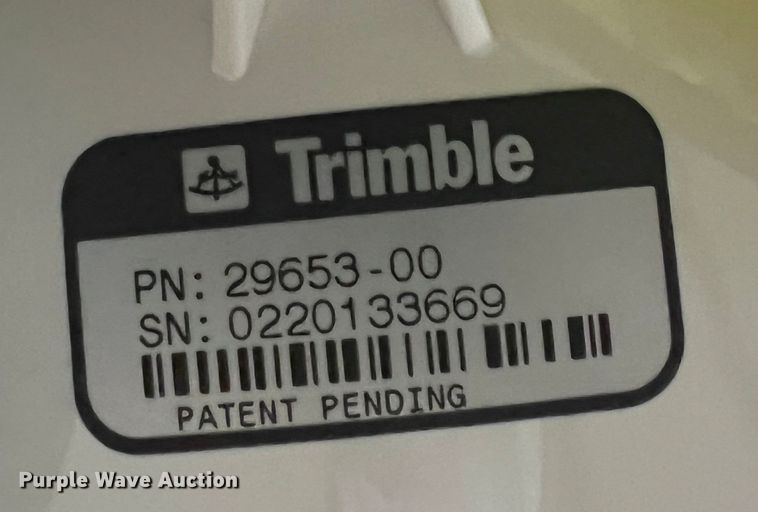 Trimble
PN: 29653-00
SN: 0220133669
PATENT PENDING
Purple Wave Auction